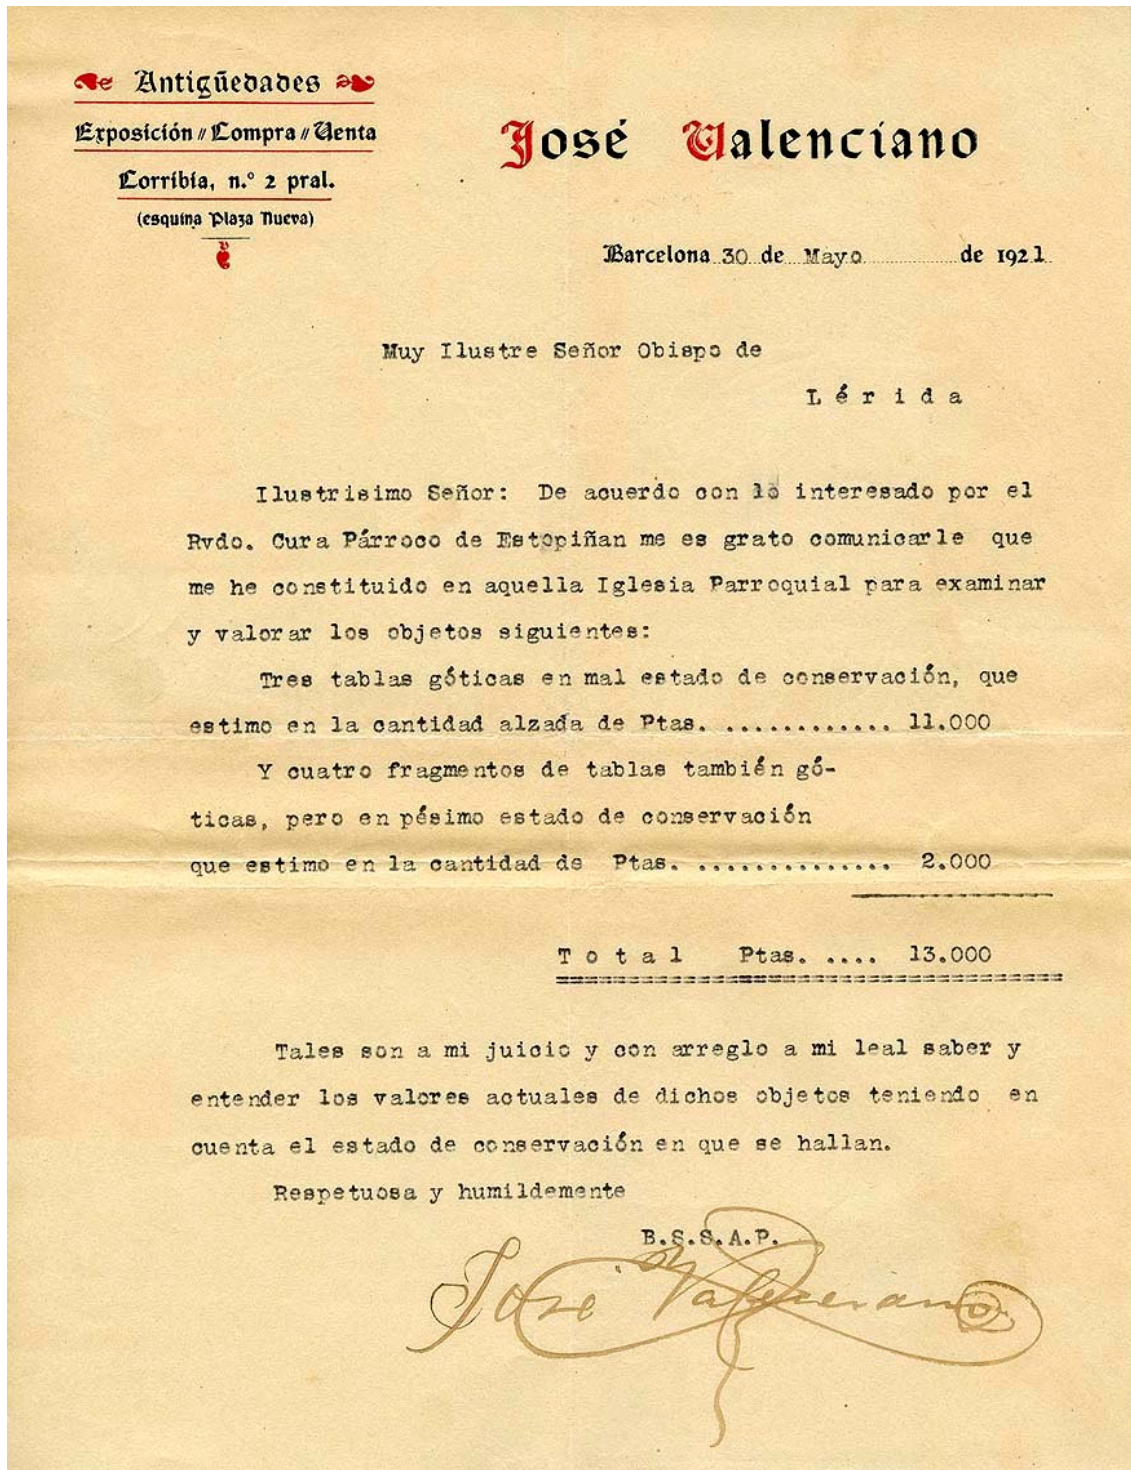 Antigüedades
Exposición // Compra // Venta
Corribia, n.º 2 pral.
(esquina Plaza Nueva)
José Valenciano
Barcelona 30 de Mayo de 1921
Muy Ilustre Señor Obispo de
Lérida
Ilustrisimo Señor: De acuerdo con lo interesado por el
Rvdo. Cura Párroco de Estopiñan me es grato comunicarle que
me he constituido en aquella Iglesia Parroquial para examinar
y valorar los objetos siguientes:
Tres tablas góticas en mal estado de conservación, que
estimo en la cantidad alzada de Ptas. ............ 11.000
Y cuatro fragmentos de tablas también gó-
ticas, pero en pésimo estado de conservación
que estimo en la cantidad de Ptas. .............. 2.000
Total Ptas. .... 13.000
Tales son a mi juicio y con arreglo a mi leal saber y
entender los valores actuales de dichos objetos teniendo en
cuenta el estado de conservación en que se hallan.
Respetuosa y humildemente
B.S.S.A.P.
José Valenciano